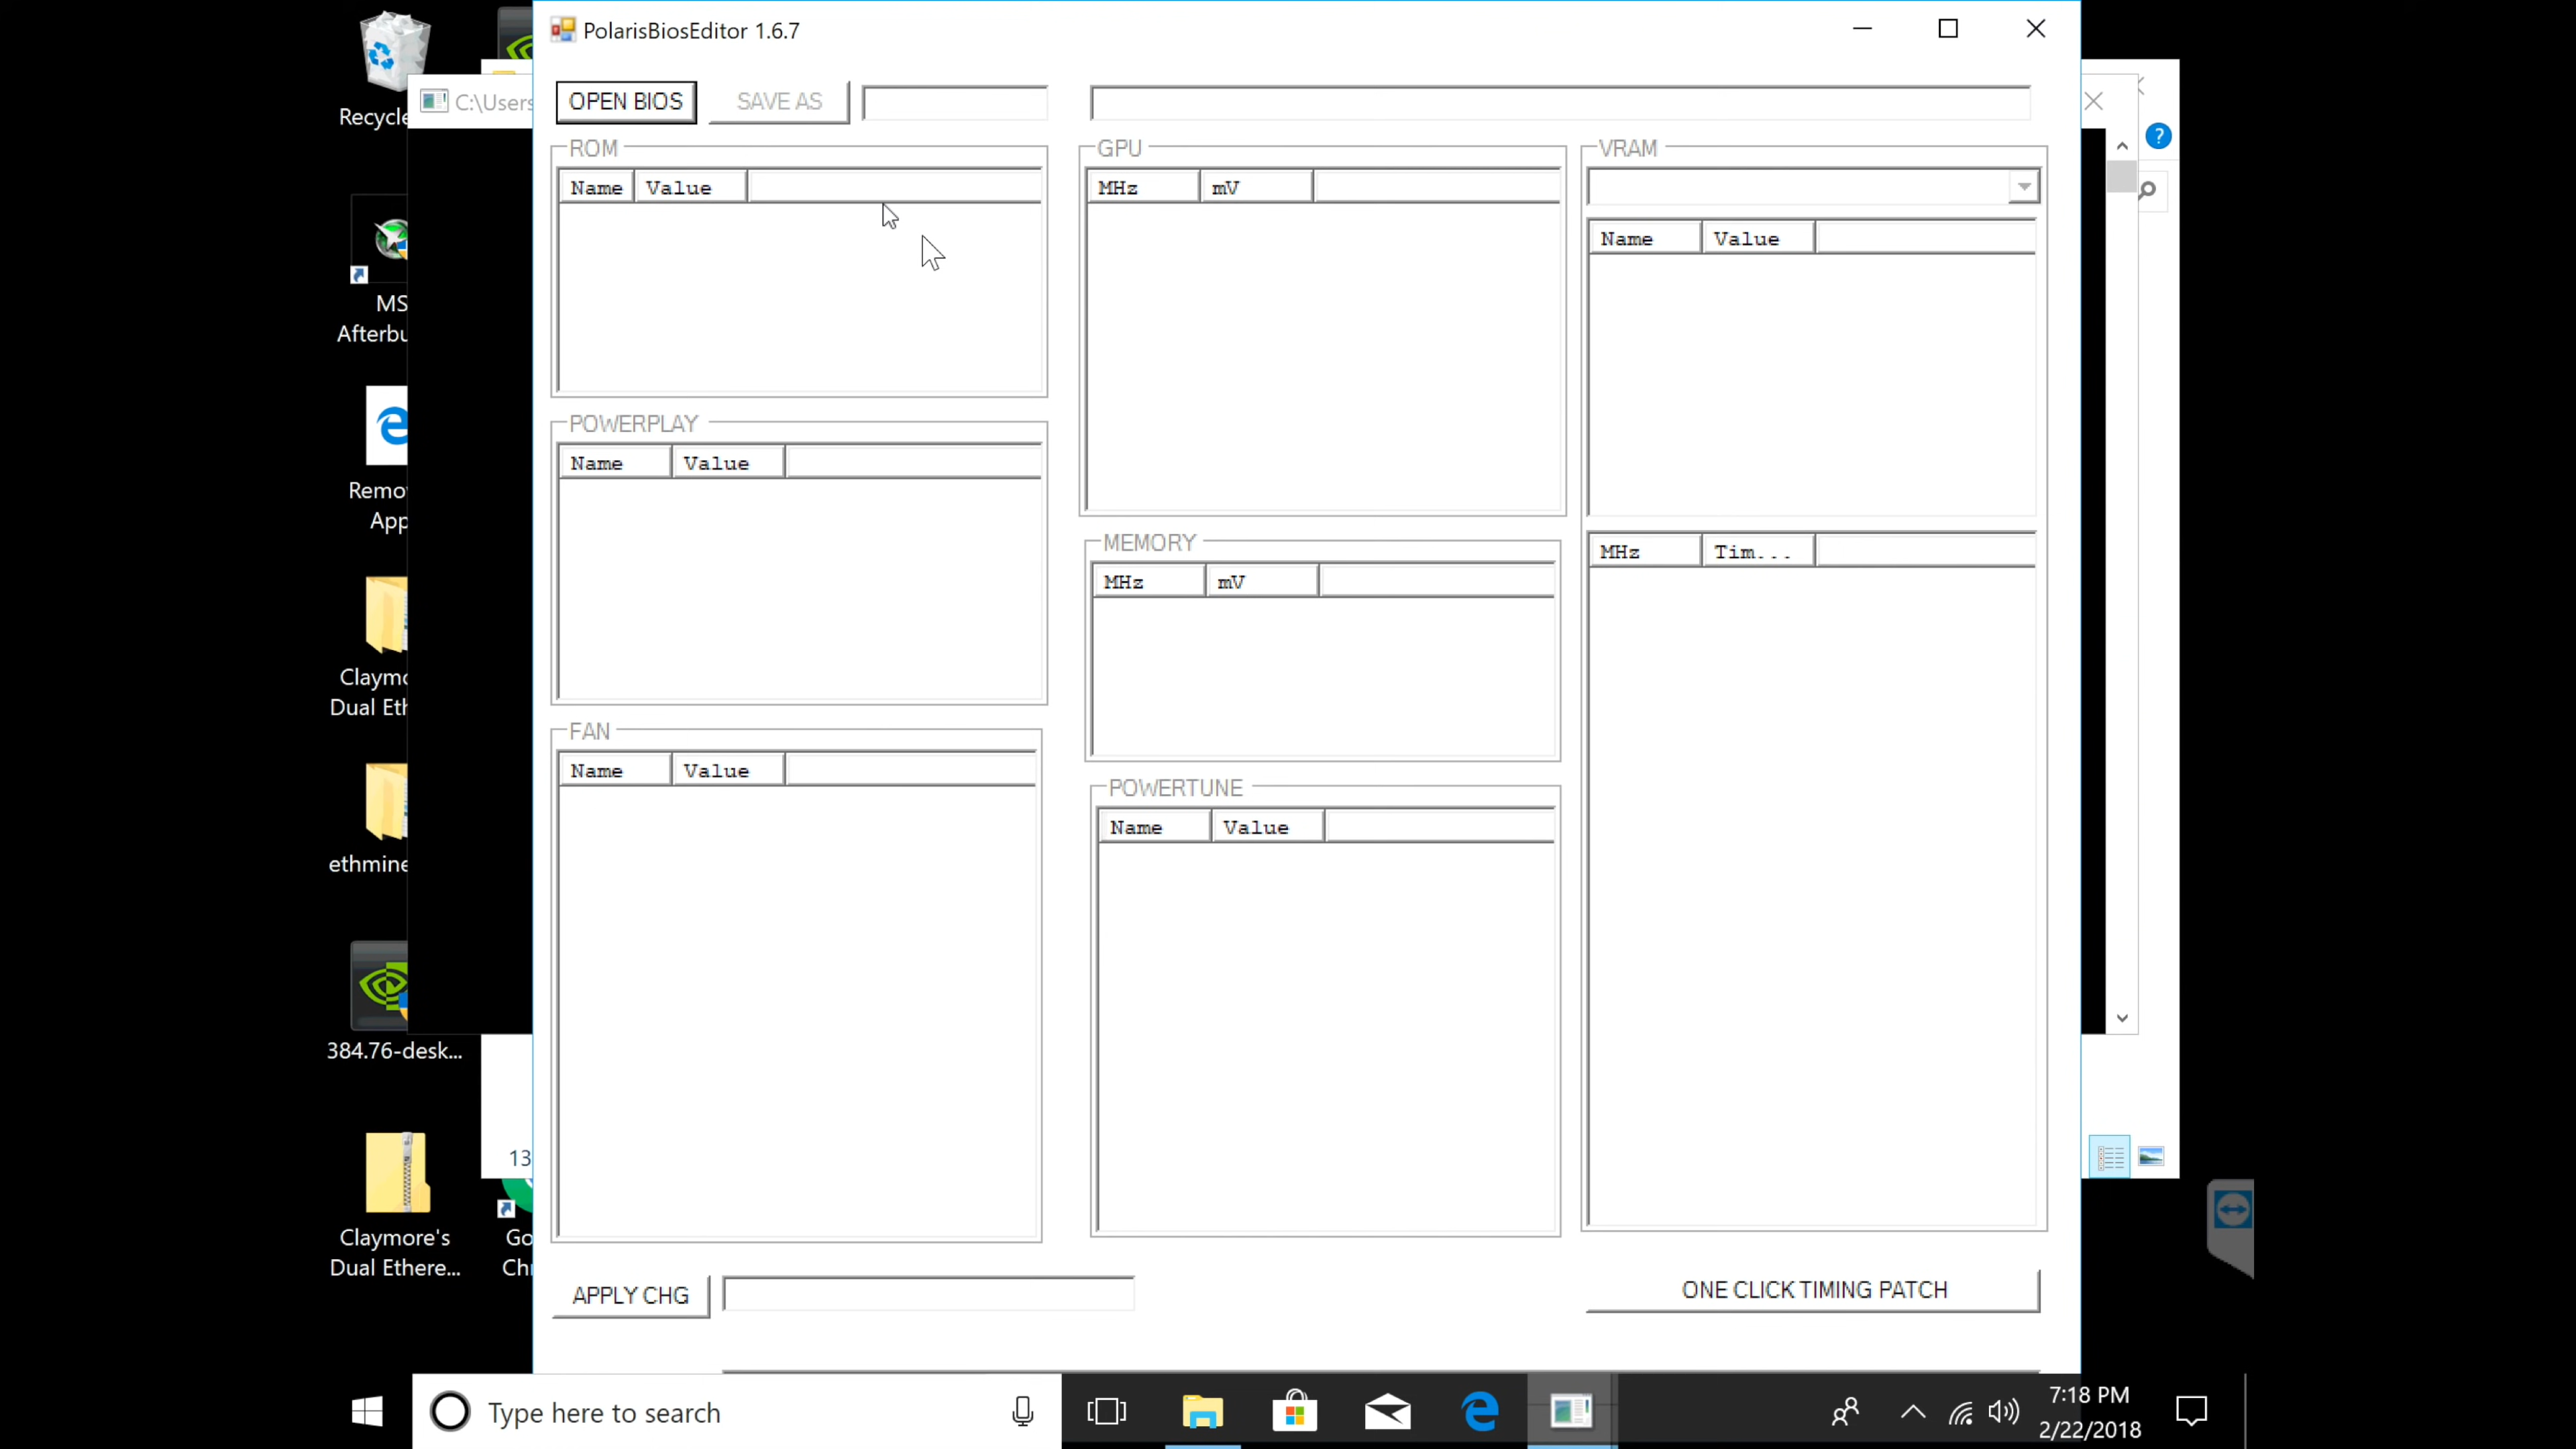 PolarisBiosEditor 1.6.7
OPEN BIOS
SAVE AS
ROM
Name Value
POWERPLAY
Name Value
FAN
Name Value
GPU
MHz mV
MEMORY
MHz mV
POWERTUNE
Name Value
VRAM
Name Value
MHz Tim...
APPLY CHG
ONE CLICK TIMING PATCH
C:\Users
Recycle
MS
Afterbu
Remo
App
Claymo
Dual Eth
ethmine
384.76-desk...
Claymore's
Dual Ethere...
13
Go
Ch
?
Type here to search
7:18 PM
2/22/2018